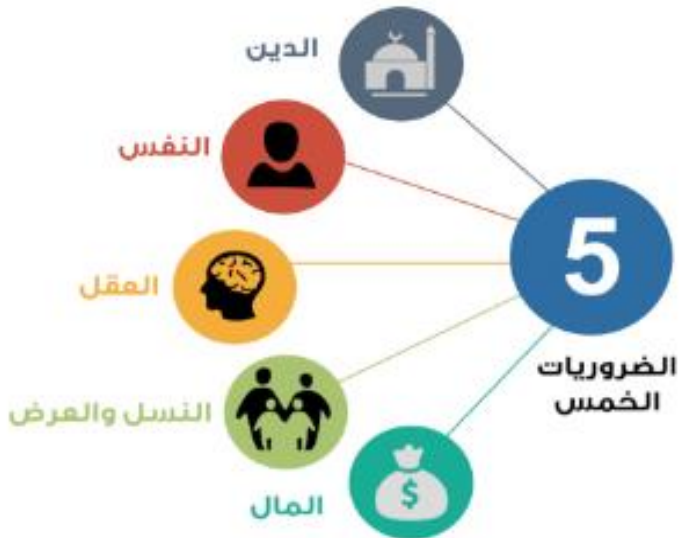 الدين
النفس
5
العقل
الضروريات
الخمس
النسل والعرض
$
المال